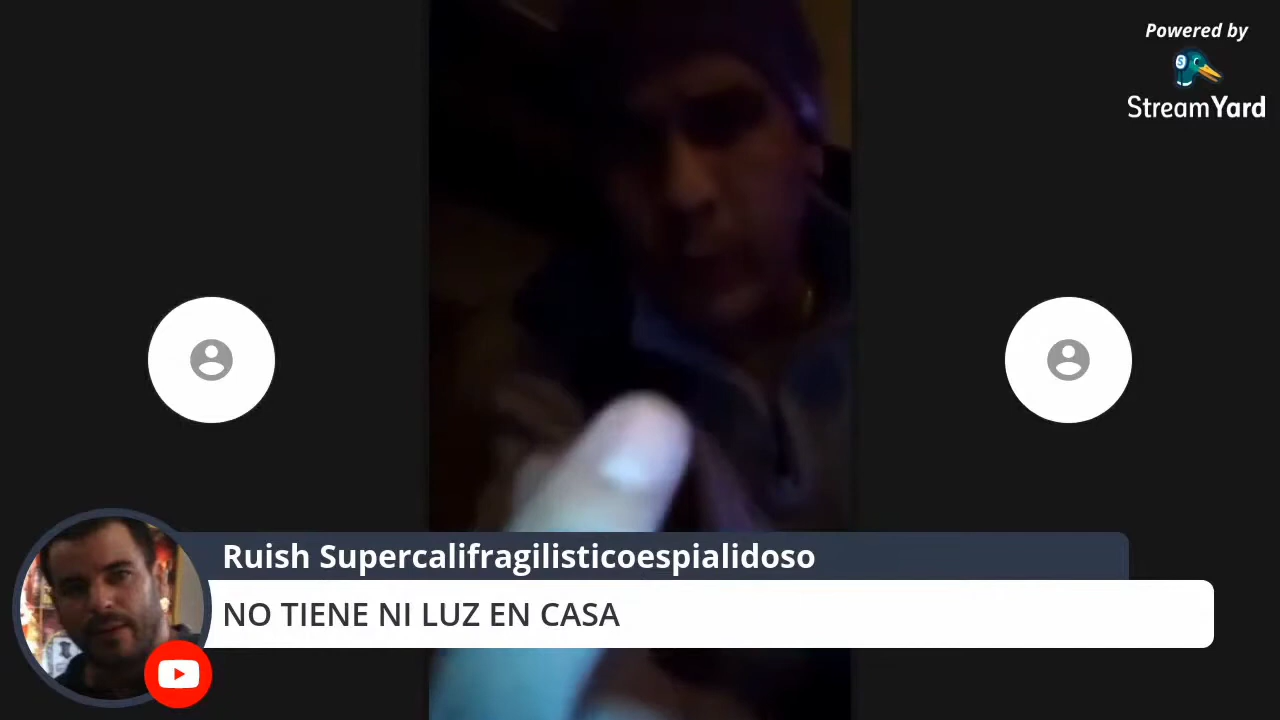 Powered by
StreamYard
Ruish Supercalifragilisticoespialidoso
NO TIENE NI LUZ EN CASA